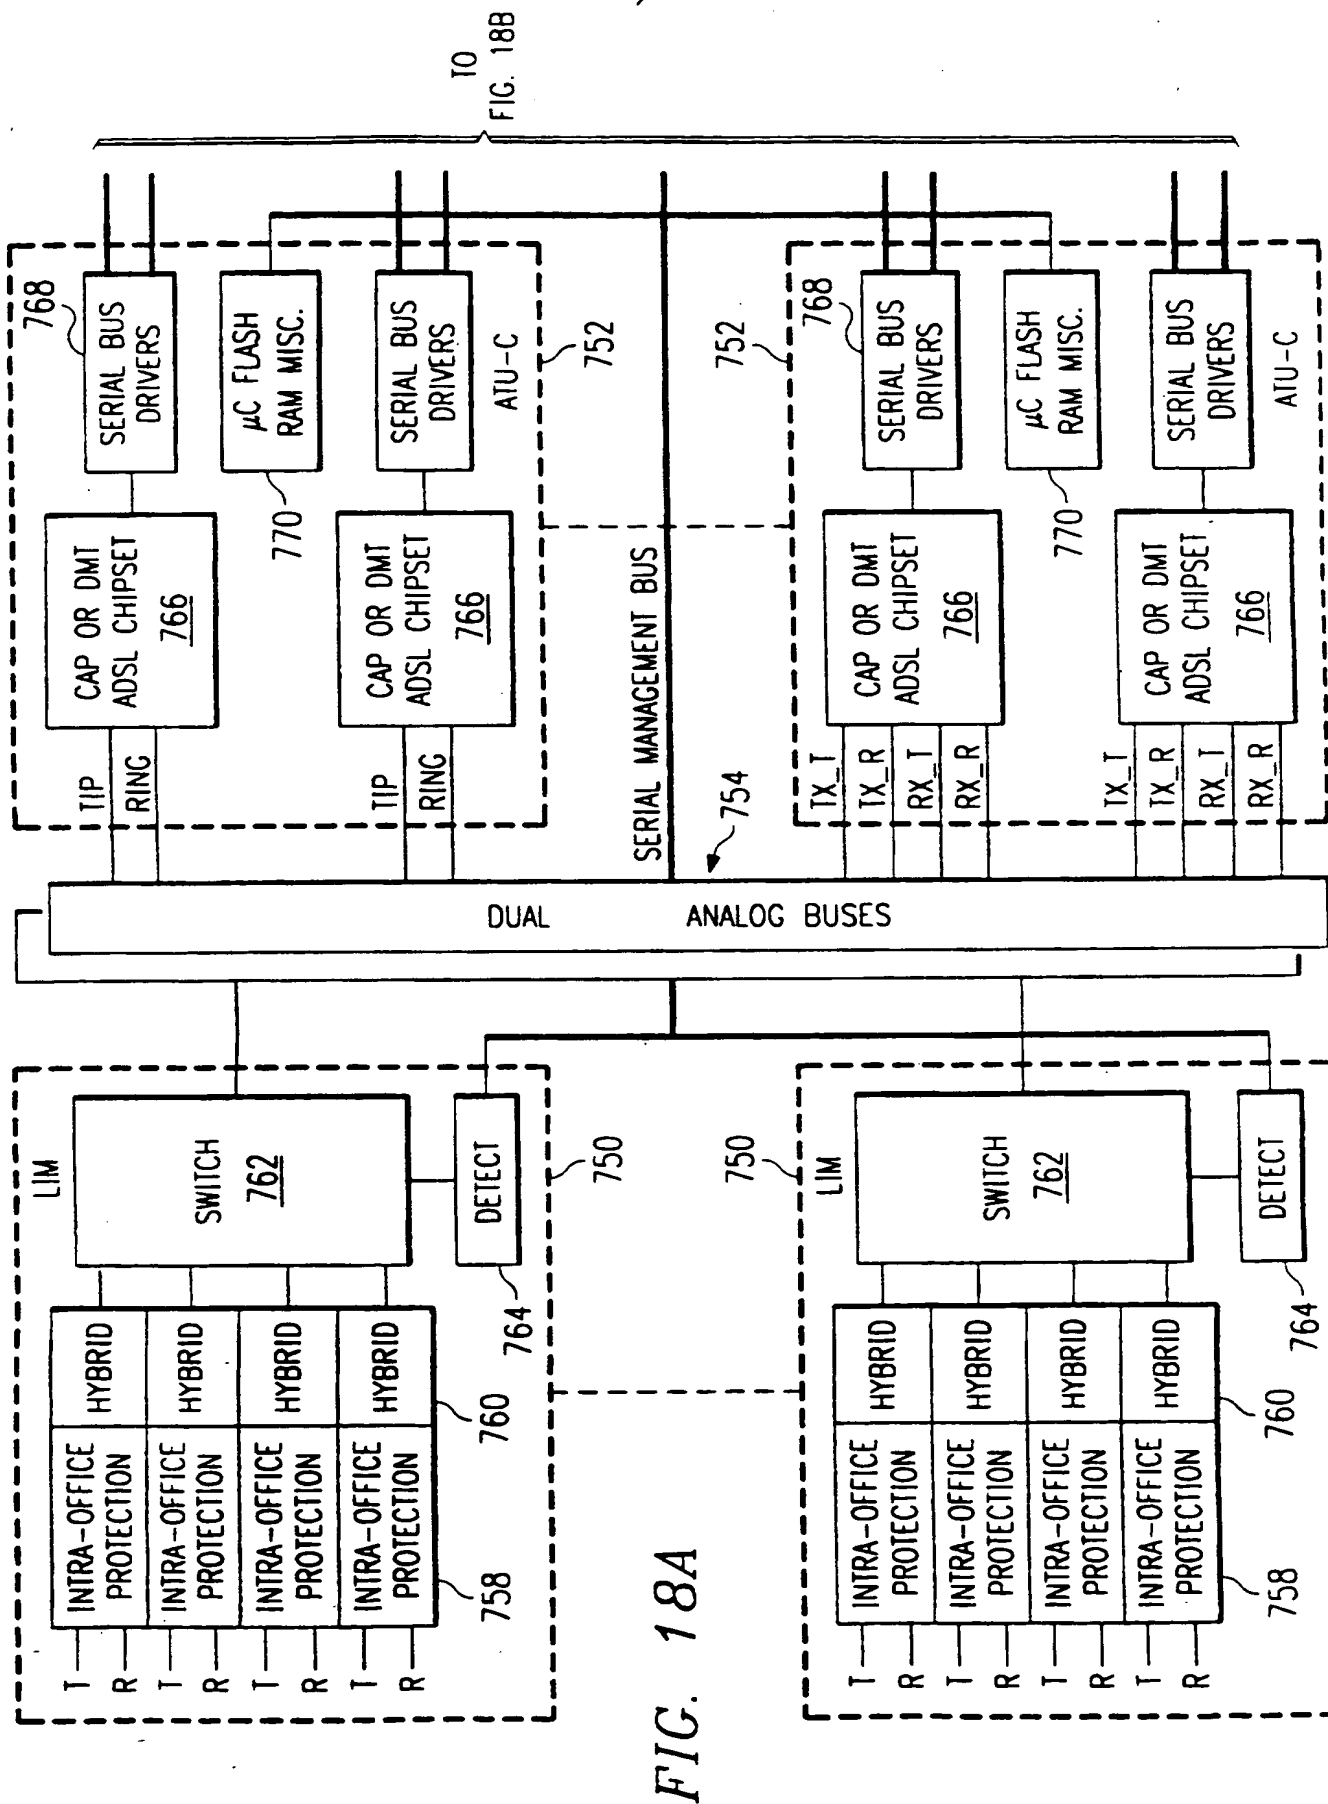 TO
FIG. 18B
768
SERIAL BUS
DRIVERS
CAP OR DMT
ADSL CHIPSET
766
TIP
RING
µC FLASH
RAM MISC.
770
SERIAL BUS
DRIVERS
CAP OR DMT
ADSL CHIPSET
766
TIP
RING
ATU-C
752
SERIAL MANAGEMENT BUS
754
752
768
SERIAL BUS
DRIVERS
CAP OR DMT
ADSL CHIPSET
766
TX_T
TX_R
RX_T
RX_R
µC FLASH
RAM MISC.
770
SERIAL BUS
DRIVERS
CAP OR DMT
ADSL CHIPSET
766
TX_T
TX_R
RX_T
RX_R
ATU-C
DUAL ANALOG BUSES
LIM
SWITCH
762
DETECT
764
750
HYBRID
HYBRID
HYBRID
HYBRID
760
INTRA-OFFICE
PROTECTION
INTRA-OFFICE
PROTECTION
INTRA-OFFICE
PROTECTION
INTRA-OFFICE
PROTECTION
758
T
R
T
R
T
R
T
R
750
LIM
SWITCH
762
DETECT
764
HYBRID
HYBRID
HYBRID
HYBRID
760
INTRA-OFFICE
PROTECTION
INTRA-OFFICE
PROTECTION
INTRA-OFFICE
PROTECTION
INTRA-OFFICE
PROTECTION
758
T
R
T
R
T
R
T
R
FIG. 18A